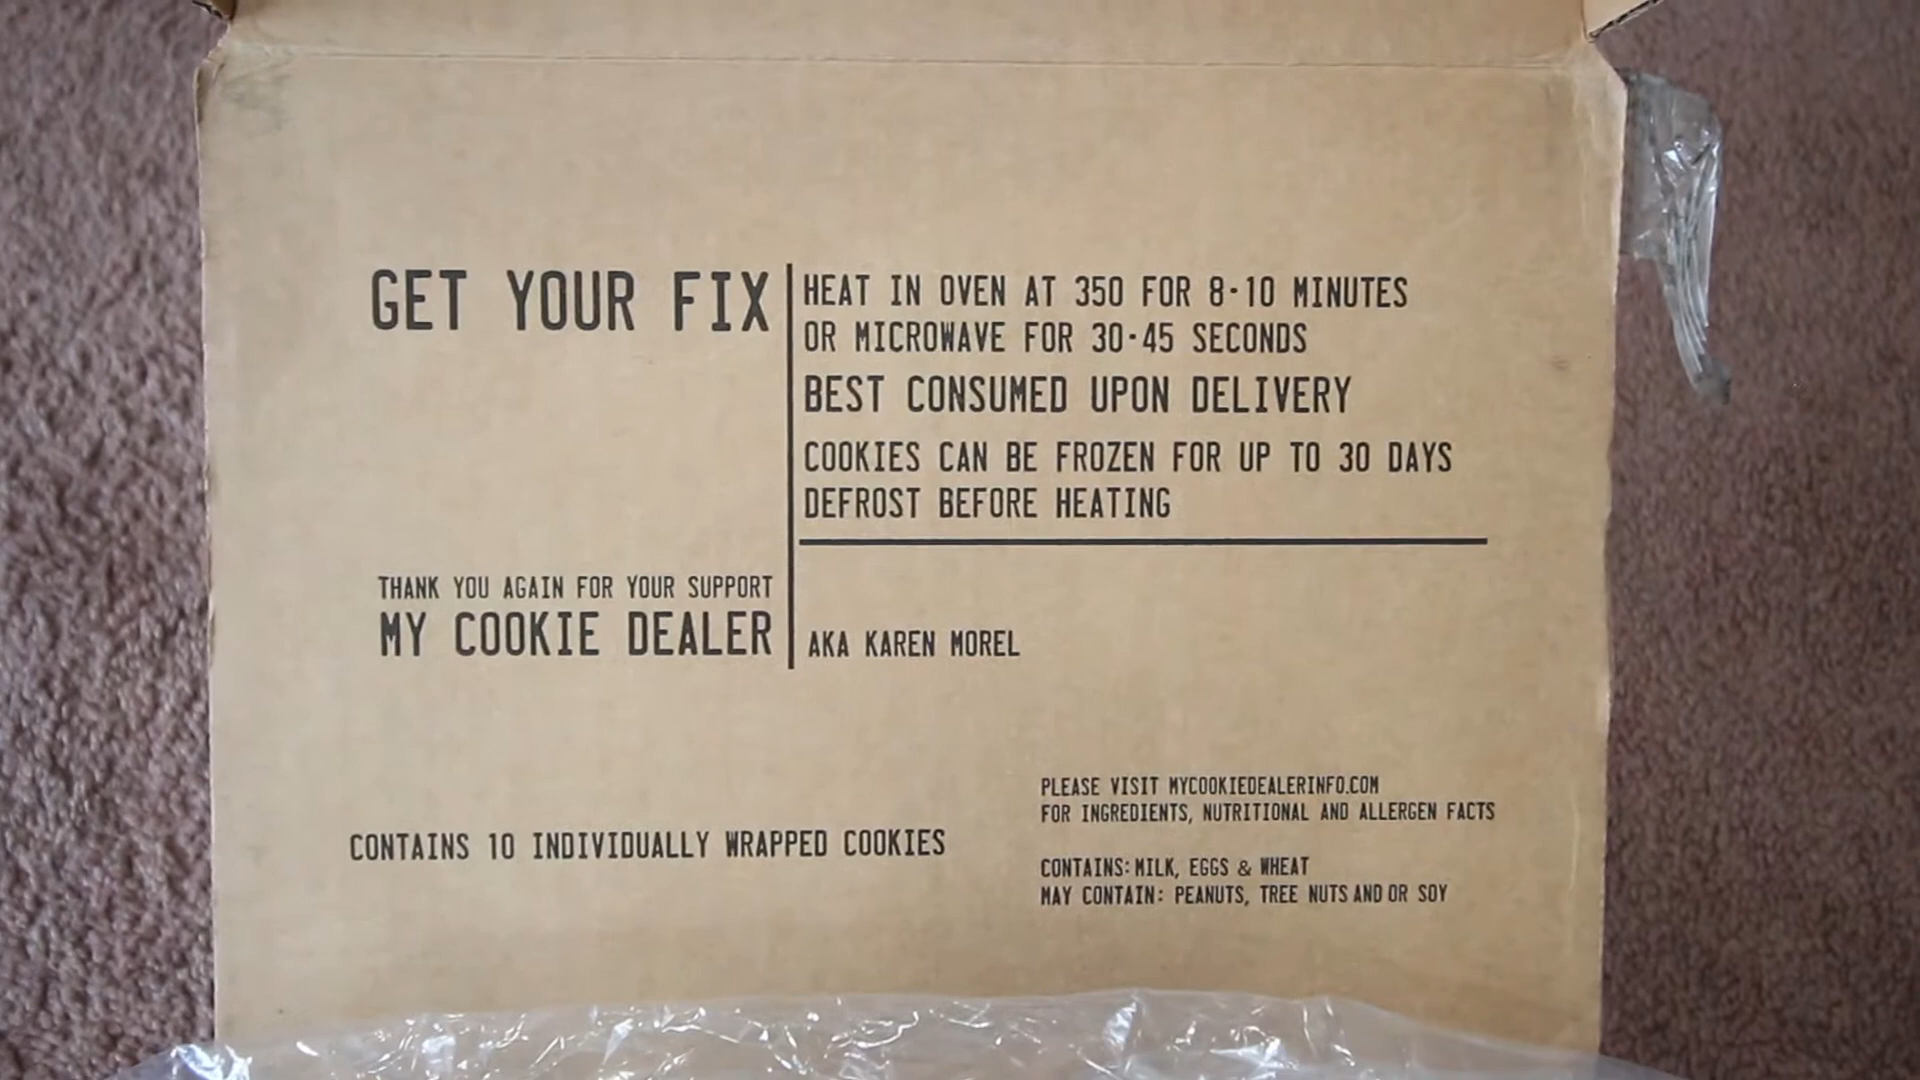 GET YOUR FIX
HEAT IN OVEN AT 350 FOR 8-10 MINUTES
OR MICROWAVE FOR 30-45 SECONDS
BEST CONSUMED UPON DELIVERY
COOKIES CAN BE FROZEN FOR UP TO 30 DAYS
DEFROST BEFORE HEATING
THANK YOU AGAIN FOR YOUR SUPPORT
MY COOKIE DEALER
AKA KAREN MOREL
CONTAINS 10 INDIVIDUALLY WRAPPED COOKIES
PLEASE VISIT MYCOOKIEDEALERINFO.COM
FOR INGREDIENTS, NUTRITIONAL AND ALLERGEN FACTS
CONTAINS: MILK, EGGS & WHEAT
MAY CONTAIN: PEANUTS, TREE NUTS AND OR SOY